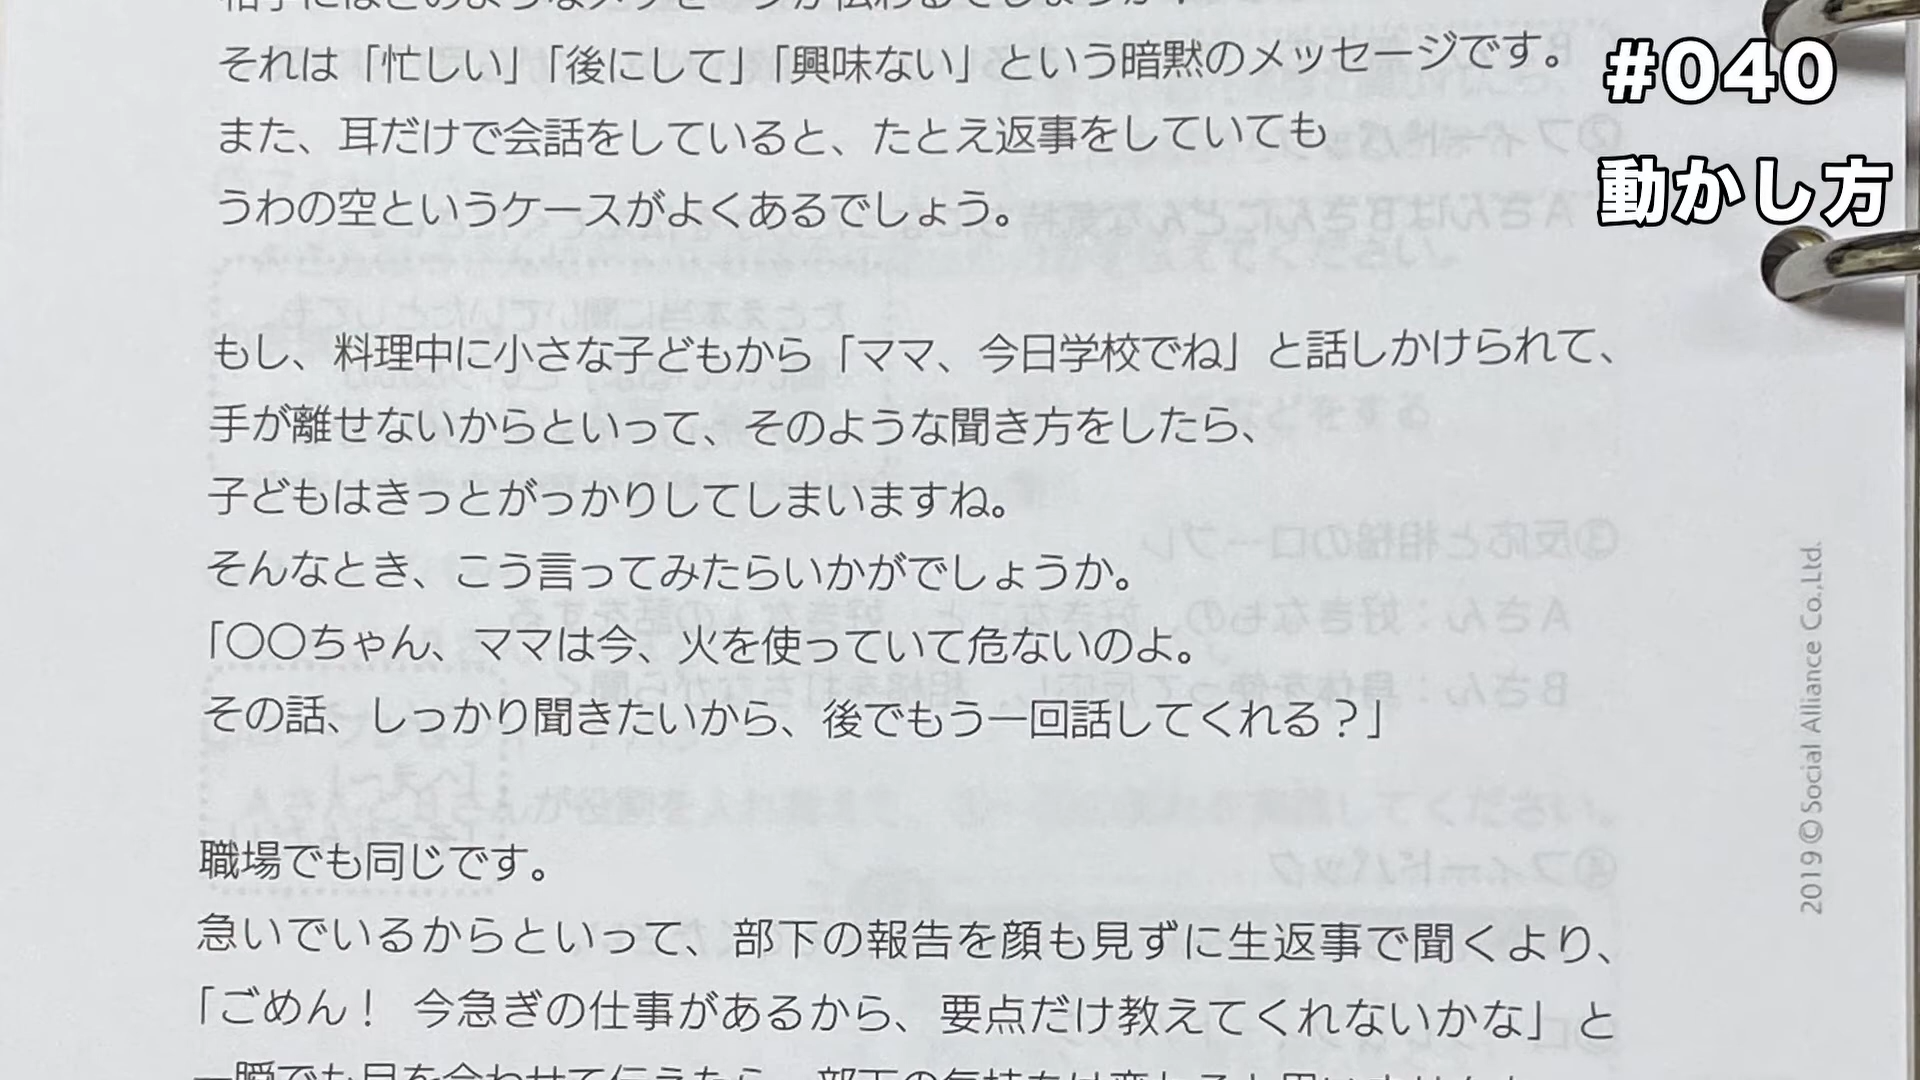 それは「忙しい」「後にして」「興味ない」という暗黙のメッセージです。
また、耳だけで会話をしていると、たとえ返事をしていても
うわの空というケースがよくあるでしょう。
もし、料理中に小さな子どもから「ママ、今日学校でね」と話しかけられて、
手が離せないからといって、そのような聞き方をしたら、
子どもはきっとがっかりしてしまいますね。
そんなとき、こう言ってみたらいかがでしょうか。
「〇〇ちゃん、ママは今、火を使っていて危ないのよ。
その話、しっかり聞きたいから、後でもう一回話してくれる？」
職場でも同じです。
急いでいるからといって、部下の報告を顔も見ずに生返事で聞くより、
「ごめん！ 今急ぎの仕事があるから、要点だけ教えてくれないかな」と
#040
動かし方
2019©Social Alliance Co.,Ltd.